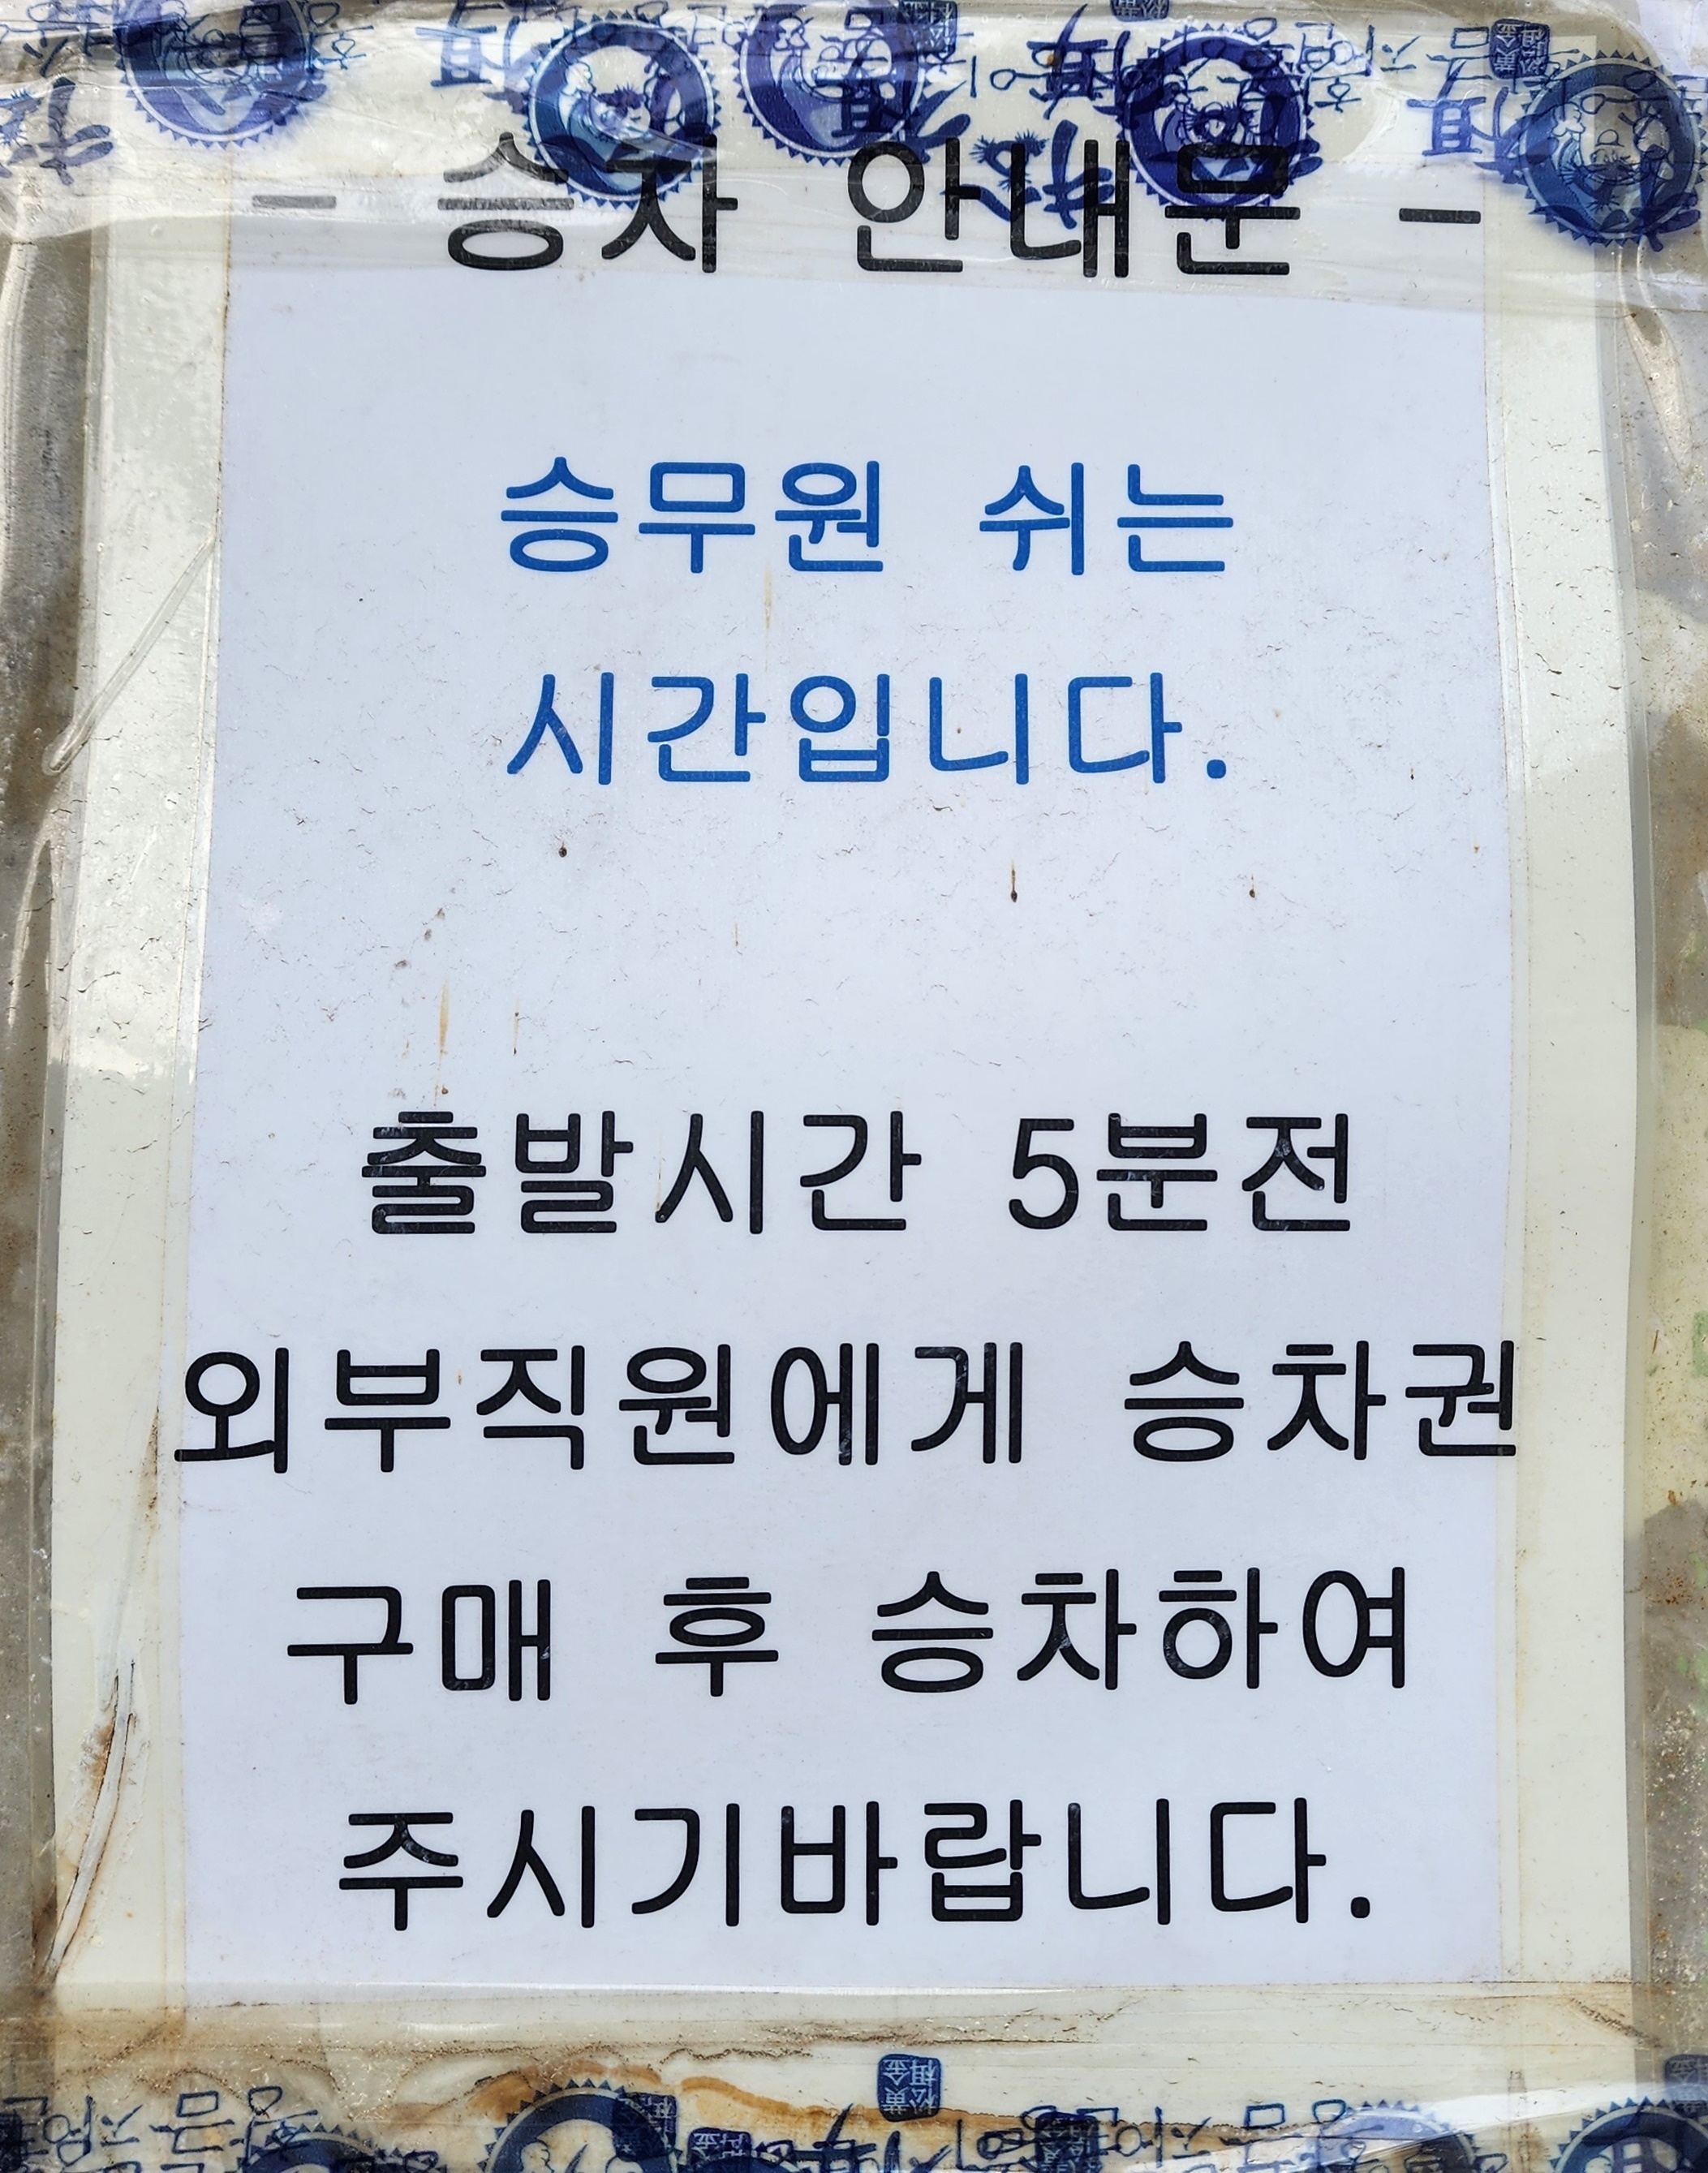 - 승차 안내문 -
승무원 쉬는
시간입니다.
출발시간 5분전
외부직원에게 승차권
구매 후 승차하여
주시기바랍니다.